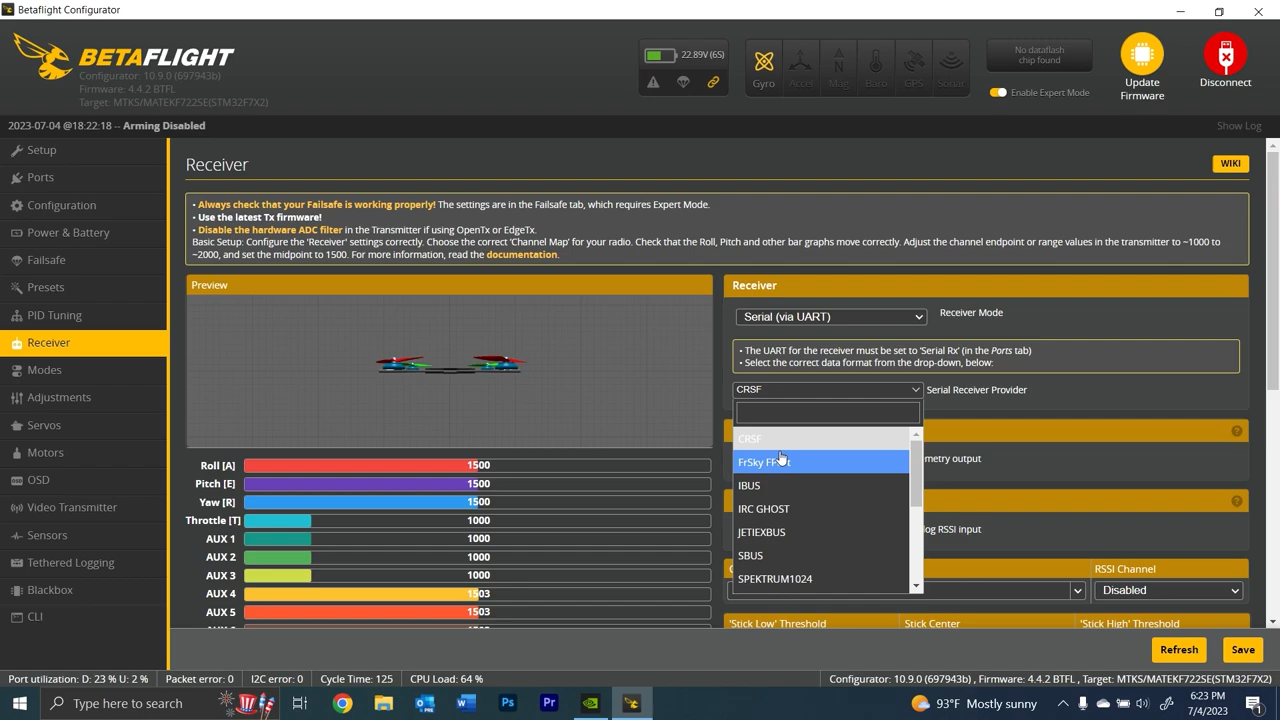 Betaflight Configurator
BETAFLIGHT
Configurator: 10.9.0 (697943b)
Firmware: 4.4.2 BTFL
Target: MTKS/MATEKF722SE(STM32F7X2)
22.89V (6S)
Gyro
Accel
Mag
Baro
GPS
Sonar
No dataflash
chip found
Enable Expert Mode
Update
Firmware
Disconnect
2023-07-04 @18:22:18 -- Arming Disabled
Show Log
Setup
Ports
Configuration
Power & Battery
Failsafe
Presets
PID Tuning
Receiver
Modes
Adjustments
Servos
Motors
OSD
Video Transmitter
Sensors
Tethered Logging
Blackbox
CLI
Receiver
WIKI
• Always check that your Failsafe is working properly! The settings are in the Failsafe tab, which requires Expert Mode.
• Use the latest Tx firmware!
• Disable the hardware ADC filter in the Transmitter if using OpenTx or EdgeTx.
Basic Setup: Configure the 'Receiver' settings correctly. Choose the correct 'Channel Map' for your radio. Check that the Roll, Pitch and other bar graphs move correctly. Adjust the channel endpoint or range values in the transmitter to ~1000 to
~2000, and set the midpoint to 1500. For more information, read the documentation.
Preview
Roll [A] 1500
Pitch [E] 1500
Yaw [R] 1500
Throttle [T] 1000
AUX 1 1000
AUX 2 1000
AUX 3 1000
AUX 4 1503
AUX 5 1503
Receiver
Serial (via UART)
Receiver Mode
• The UART for the receiver must be set to 'Serial Rx' (in the Ports tab)
• Select the correct data format from the drop-down, below:
CRSF
Serial Receiver Provider
CRSF
FrSky
IBUS
IRC GHOST
JETIEXBUS
SBUS
SPEKTRUM1024
output
RSSI input
RSSI Channel
Disabled
'Stick Low' Threshold
Stick Center
'Stick High' Threshold
Refresh
Save
Port utilization: D: 23 % U: 2 %
Packet error: 0
I2C error: 0
Cycle Time: 125
CPU Load: 64 %
Configurator: 10.9.0 (697943b), Firmware: 4.4.2 BTFL, Target: MTKS/MATEKF722SE(STM32F7X2)
Type here to search
93°F Mostly sunny
6:23 PM
7/4/2023